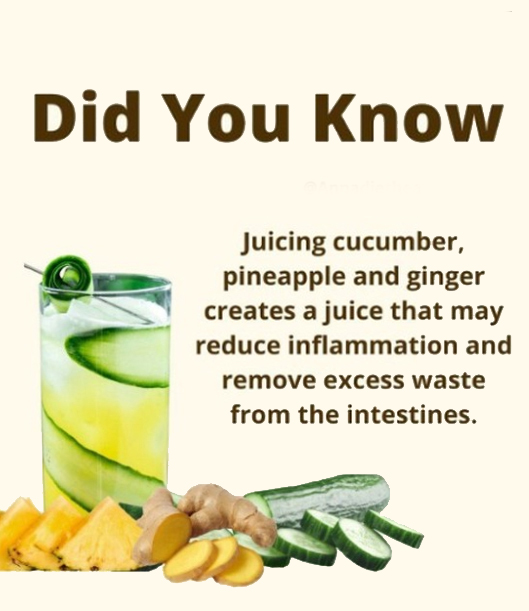 Did You Know
Juicing cucumber,
pineapple and ginger
creates a juice that may
reduce inflammation and
remove excess waste
from the intestines.